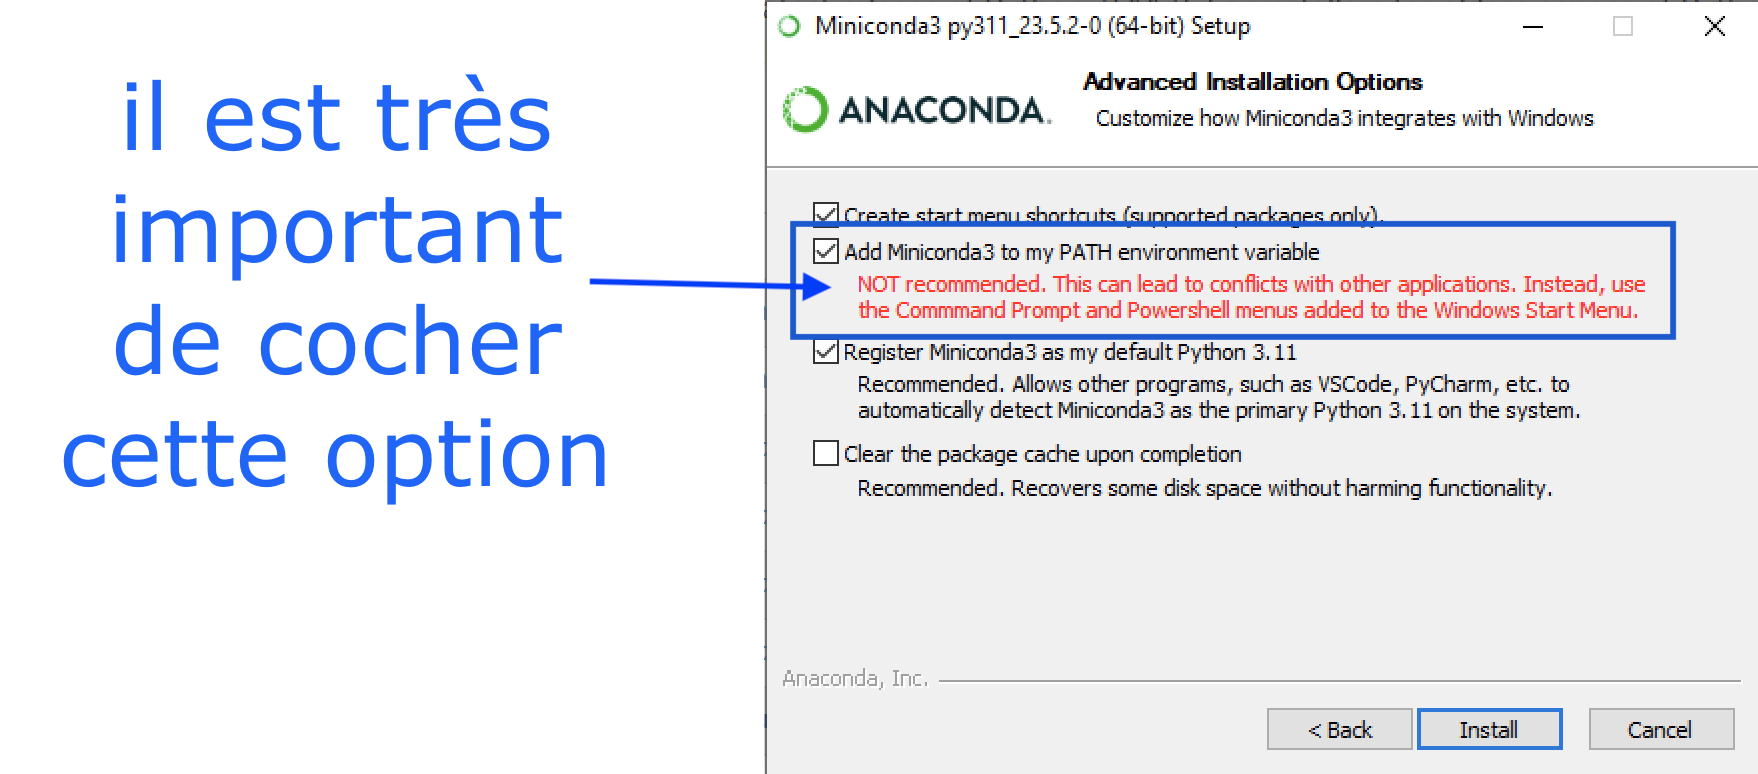 il est très
important
de cocher
cette option
Miniconda3 py311_23.5.2-0 (64-bit) Setup
ANACONDA.
Advanced Installation Options
Customize how Miniconda3 integrates with Windows
Create start menu shortcuts (supported packages only).
Add Miniconda3 to my PATH environment variable
NOT recommended. This can lead to conflicts with other applications. Instead, use
the Commmand Prompt and Powershell menus added to the Windows Start Menu.
Register Miniconda3 as my default Python 3.11
Recommended. Allows other programs, such as VSCode, PyCharm, etc. to
automatically detect Miniconda3 as the primary Python 3.11 on the system.
Clear the package cache upon completion
Recommended. Recovers some disk space without harming functionality.
Anaconda, Inc.
< Back
Install
Cancel